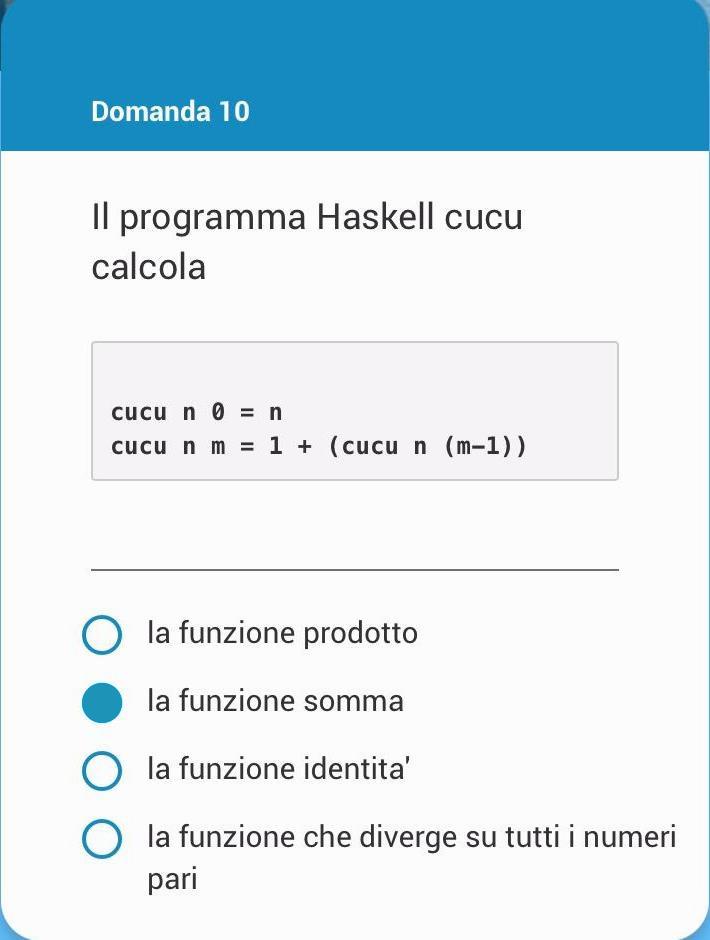 Domanda 10
Il programma Haskell cucu
calcola
cucu n 0 = n
cucu n m = 1 + (cucu n (m-1))
la funzione prodotto
la funzione somma
la funzione identita'
la funzione che diverge su tutti i numeri
pari